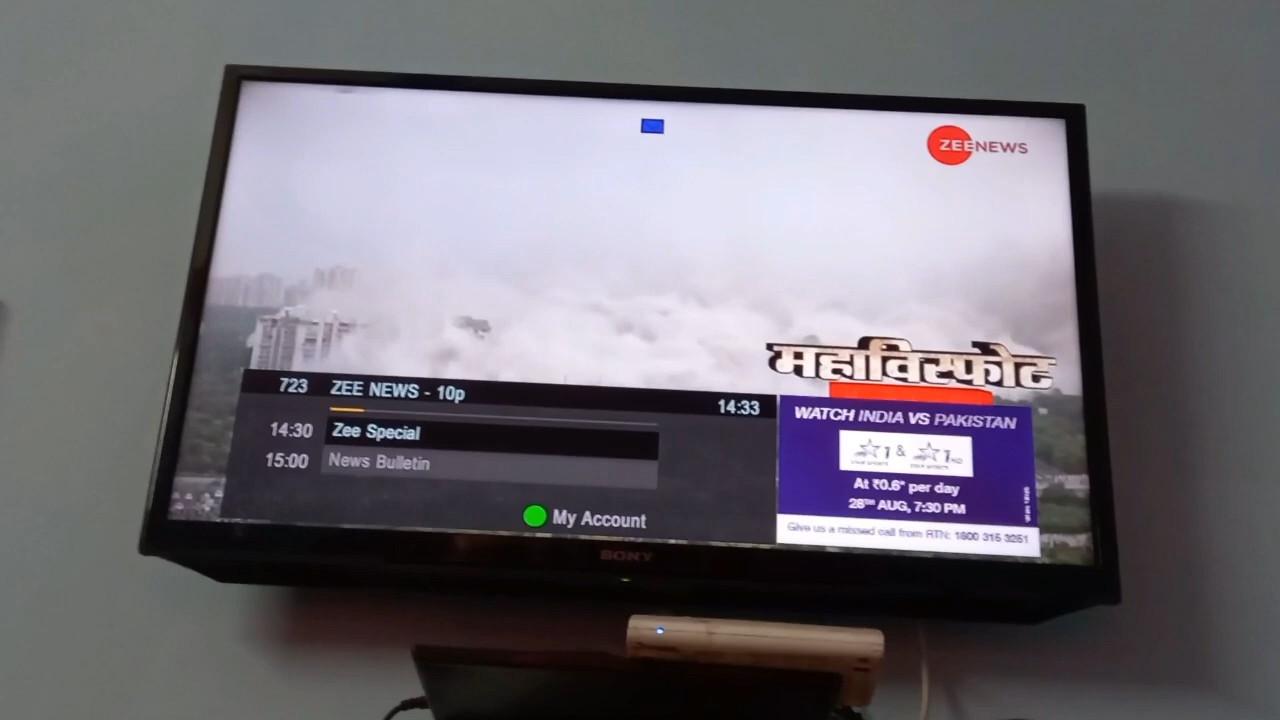 ZEENEWS
महाविस्फोट
723 ZEE NEWS - 10p 14:33
14:30 Zee Special
15:00 News Bulletin
My Account
WATCH INDIA VS PAKISTAN
1 & 1 HD
At ₹0.6* per day
28TH AUG, 7:30 PM
Give us a missed call from RTN: 1800 315 3251
SONY